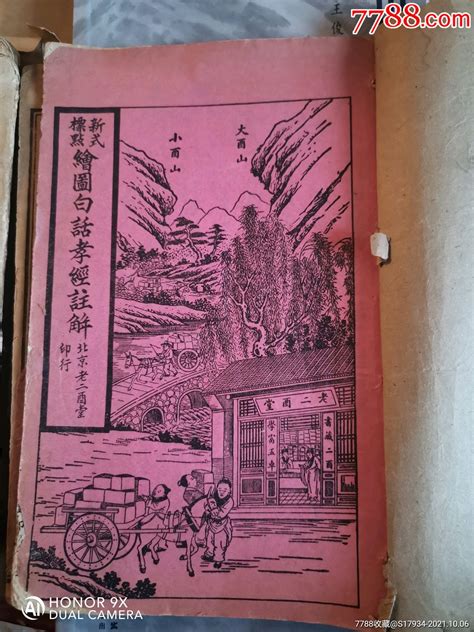 7788.com
大酉山
小酉山
新式
標點
繪圖白話孝經註解
北京老二酉堂
印行
老二酉堂
書藏二酉
學富五車
AI HONOR 9X
DUAL CAMERA
7788收藏@S17934-2021.10.06